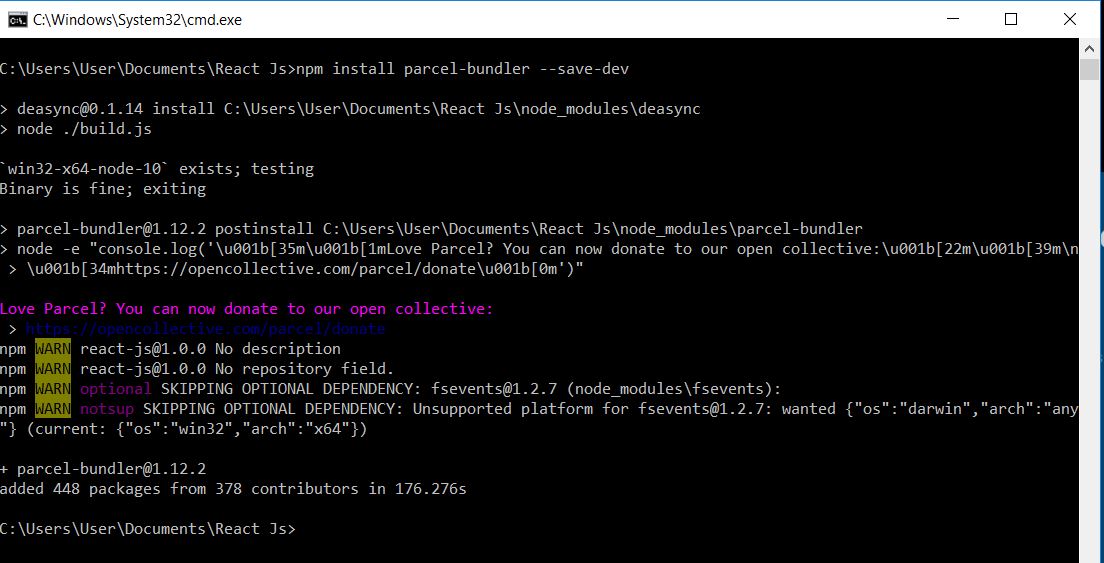 C:\Windows\System32\cmd.exe
C:\Users\User\Documents\React Js>npm install parcel-bundler --save-dev
> deasync@0.1.14 install C:\Users\User\Documents\React Js\node_modules\deasync
> node ./build.js
`win32-x64-node-10` exists; testing
Binary is fine; exiting
> parcel-bundler@1.12.2 postinstall C:\Users\User\Documents\React Js\node_modules\parcel-bundler
> node -e "console.log('\u001b[35m\u001b[1mLove Parcel? You can now donate to our open collective:\u001b[22m\u001b[39m\n
> \u001b[34mhttps://opencollective.com/parcel/donate\u001b[0m')"
Love Parcel? You can now donate to our open collective:
> https://opencollective.com/parcel/donate
npm WARN react-js@1.0.0 No description
npm WARN react-js@1.0.0 No repository field.
npm WARN optional SKIPPING OPTIONAL DEPENDENCY: fsevents@1.2.7 (node_modules\fsevents):
npm WARN notsup SKIPPING OPTIONAL DEPENDENCY: Unsupported platform for fsevents@1.2.7: wanted {"os":"darwin","arch":"any
"} (current: {"os":"win32","arch":"x64"})
+ parcel-bundler@1.12.2
added 448 packages from 378 contributors in 176.276s
C:\Users\User\Documents\React Js>